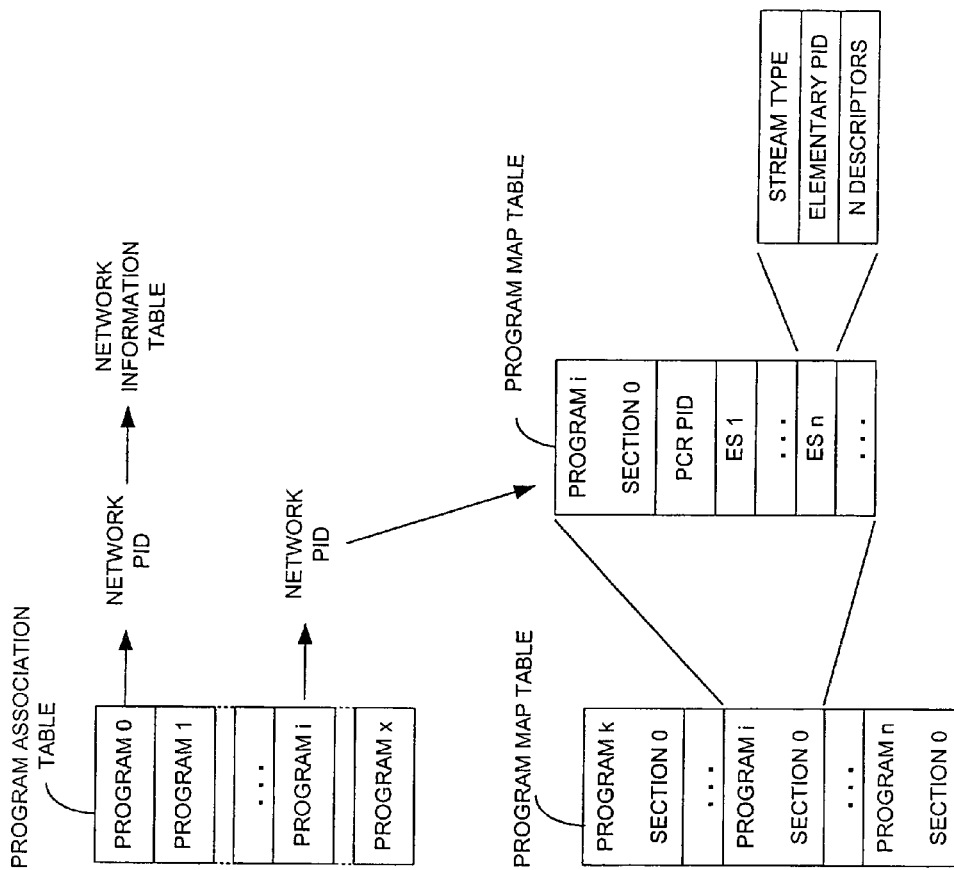 PROGRAM ASSOCIATION
TABLE
PROGRAM 0
PROGRAM 1
...
PROGRAM i
PROGRAM x
NETWORK
PID
NETWORK
INFORMATION
TABLE
NETWORK
PID
PROGRAM MAP TABLE
PROGRAM k
SECTION 0
...
PROGRAM i
SECTION 0
...
PROGRAM n
SECTION 0
PROGRAM MAP TABLE
PROGRAM i
SECTION 0
PCR PID
ES 1
...
ES n
...
STREAM TYPE
ELEMENTARY PID
N DESCRIPTORS